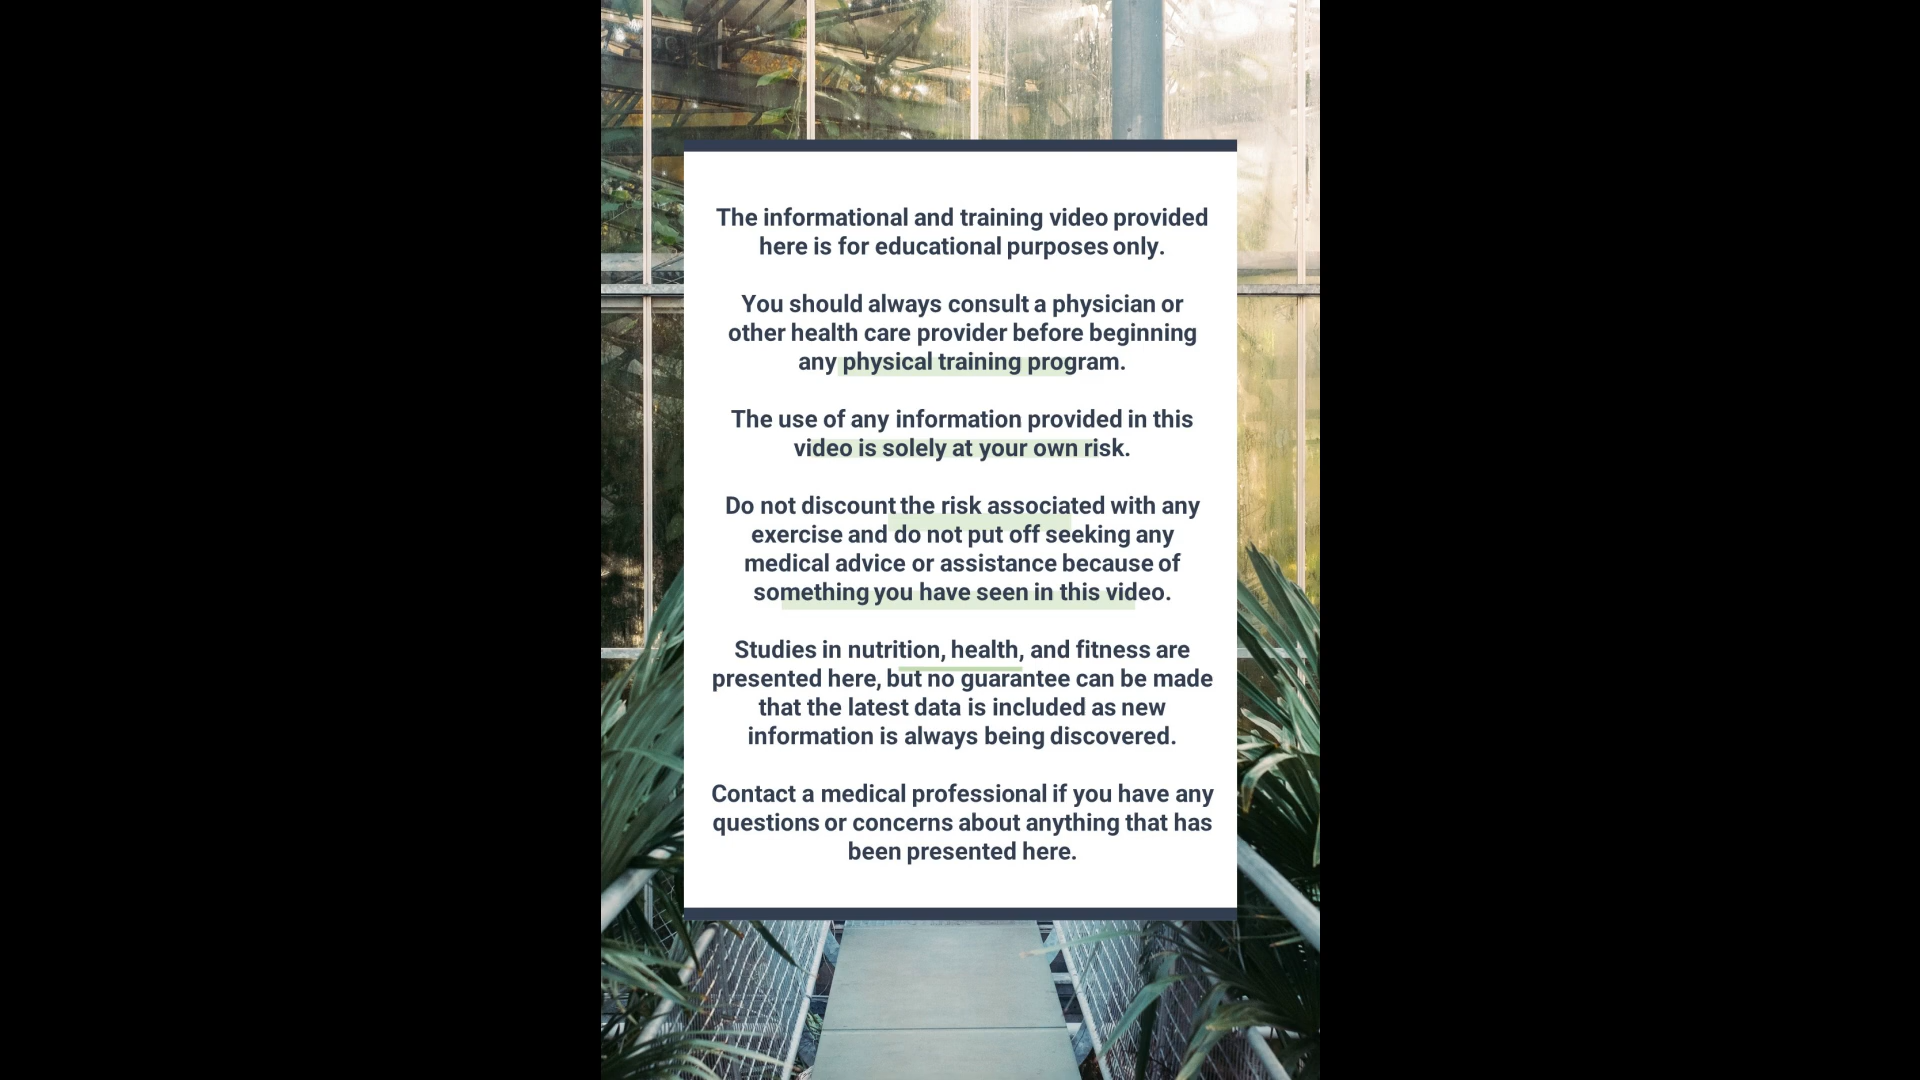 The informational and training video provided
here is for educational purposes only.
You should always consult a physician or
other health care provider before beginning
any physical training program.
The use of any information provided in this
video is solely at your own risk.
Do not discount the risk associated with any
exercise and do not put off seeking any
medical advice or assistance because of
something you have seen in this video.
Studies in nutrition, health, and fitness are
presented here, but no guarantee can be made
that the latest data is included as new
information is always being discovered.
Contact a medical professional if you have any
questions or concerns about anything that has
been presented here.